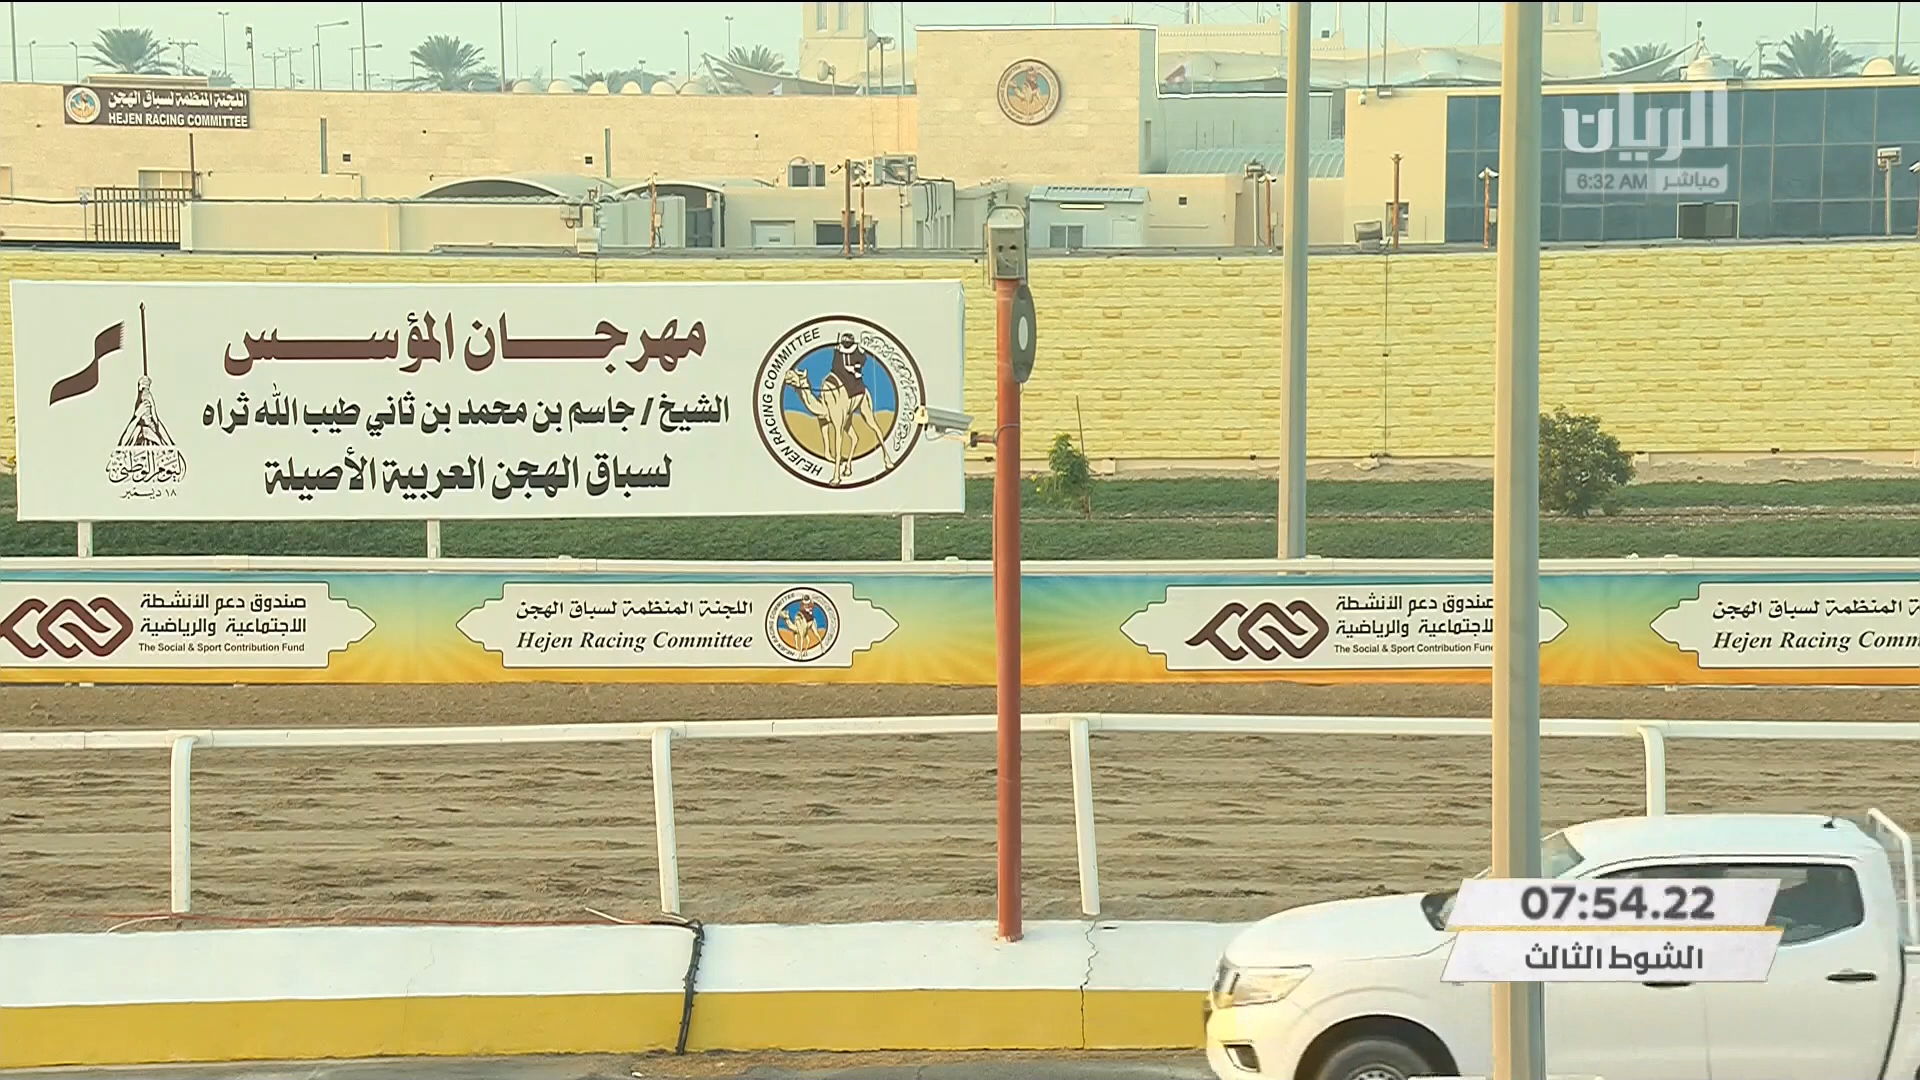 اللجنة المنظمة لسباق الهجن
HEJEN RACING COMMITTEE
الريان
مباشر 6:32 AM
مهرجان المؤسس
الشيخ / جاسم بن محمد بن ثاني طيب الله ثراه
لسباق الهجن العربية الأصيلة
اليوم الوطني
١٨ ديسمبر
HEJEN RACING COMMITTEE
صندوق دعم الأنشطة
الاجتماعية والرياضية
The Social & Sport Contribution Fund
اللجنة المنظمة لسباق الهجن
Hejen Racing Committee
صندوق دعم الأنشطة
الاجتماعية والرياضية
The Social & Sport Contribution Fun
ة المنظمة لسباق الهجن
Hejen Racing Comm
07:54.22
الشوط الثالث